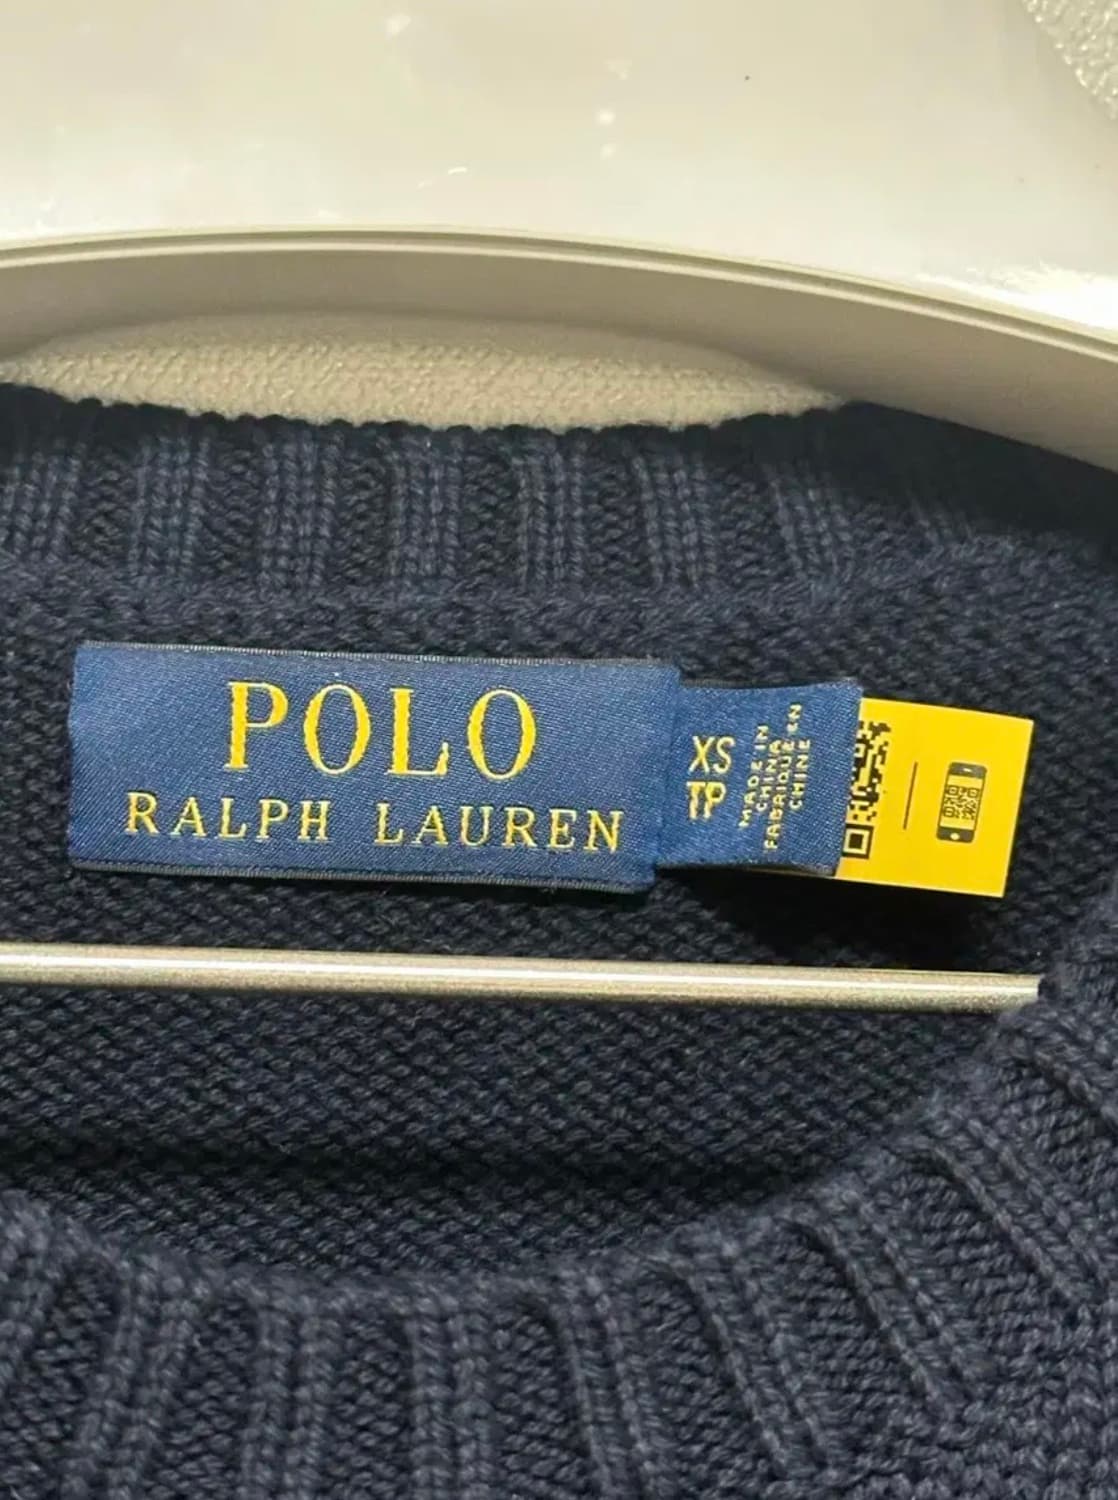 POLO
RALPH LAUREN
XS
TP
MADE IN
CHINA
FABRIQUÉ EN
CHINE